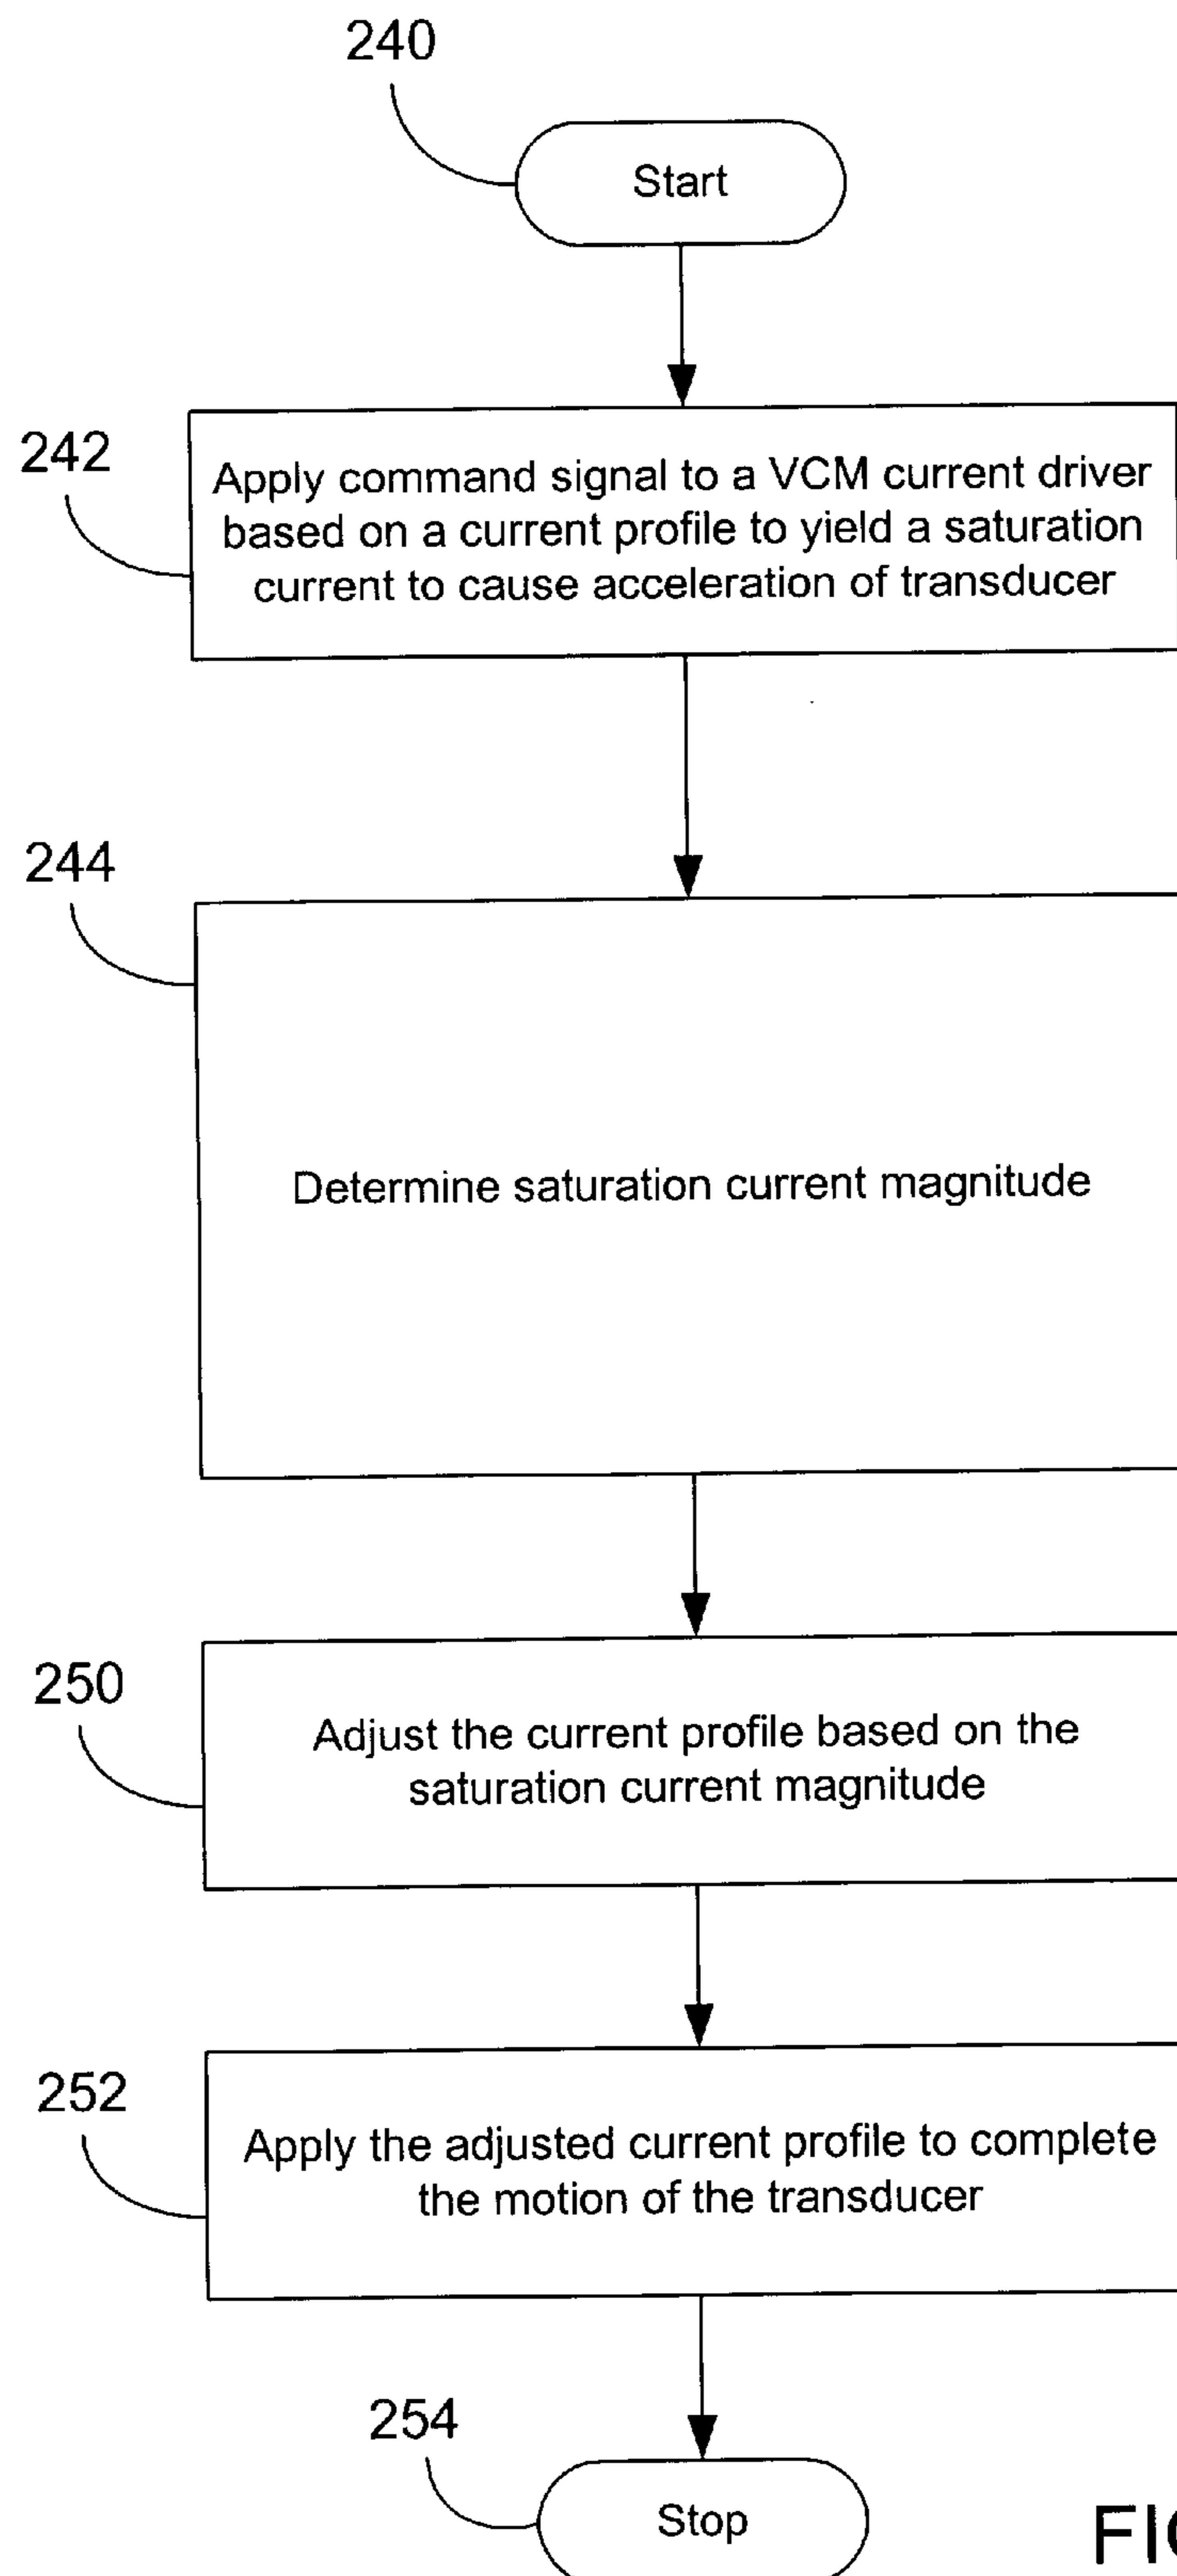 240
Start
242
Apply command signal to a VCM current driver
based on a current profile to yield a saturation
current to cause acceleration of transducer
244
Determine saturation current magnitude
250
Adjust the current profile based on the
saturation current magnitude
252
Apply the adjusted current profile to complete
the motion of the transducer
254
Stop